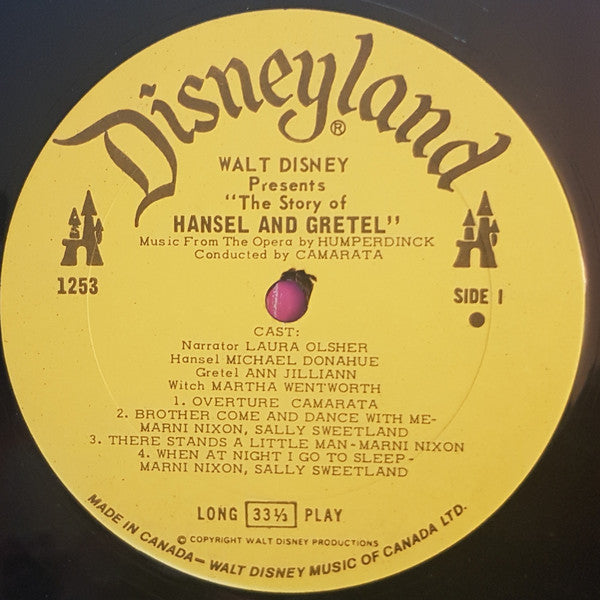 Disneyland®
WALT DISNEY
Presents
"The Story of
HANSEL AND GRETEL"
Music From The Opera by HUMPERDINCK
Conducted by CAMARATA
1253
SIDE 1
CAST:
Narrator LAURA OLSHER
Hansel MICHAEL DONAHUE
Gretel ANN JILLIANN
Witch MARTHA WENTWORTH
1. OVERTURE CAMARATA
2. BROTHER COME AND DANCE WITH ME-
MARNI NIXON, SALLY SWEETLAND
3. THERE STANDS A LITTLE MAN-MARNI NIXON
4. WHEN AT NIGHT I GO TO SLEEP-
MARNI NIXON, SALLY SWEETLAND
LONG 33⅓ PLAY
© COPYRIGHT WALT DISNEY PRODUCTIONS
MADE IN CANADA—WALT DISNEY MUSIC OF CANADA LTD.